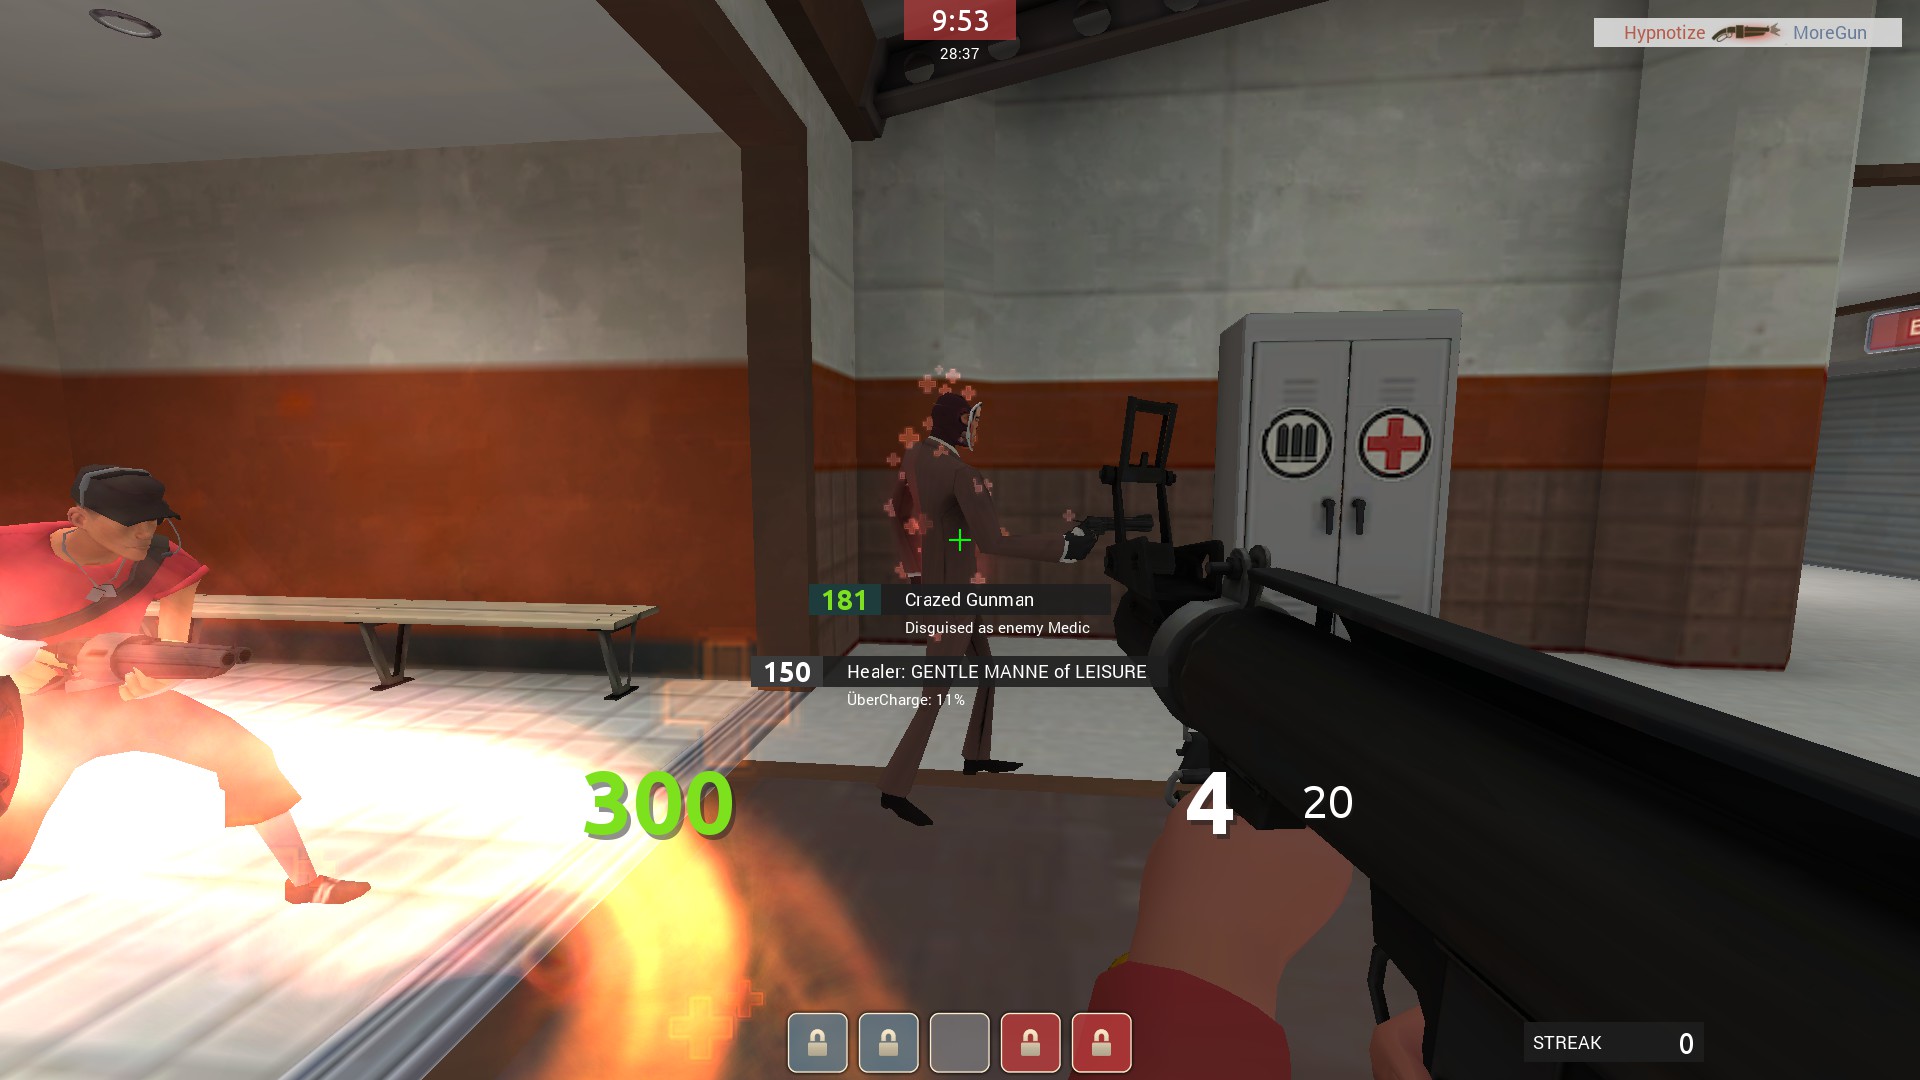 9:53
28:37
Hypnotize MoreGun
E
181 Crazed Gunman
Disguised as enemy Medic
150 Healer: GENTLE MANNE of LEISURE
ÜberCharge: 11%
300
4 20
STREAK 0